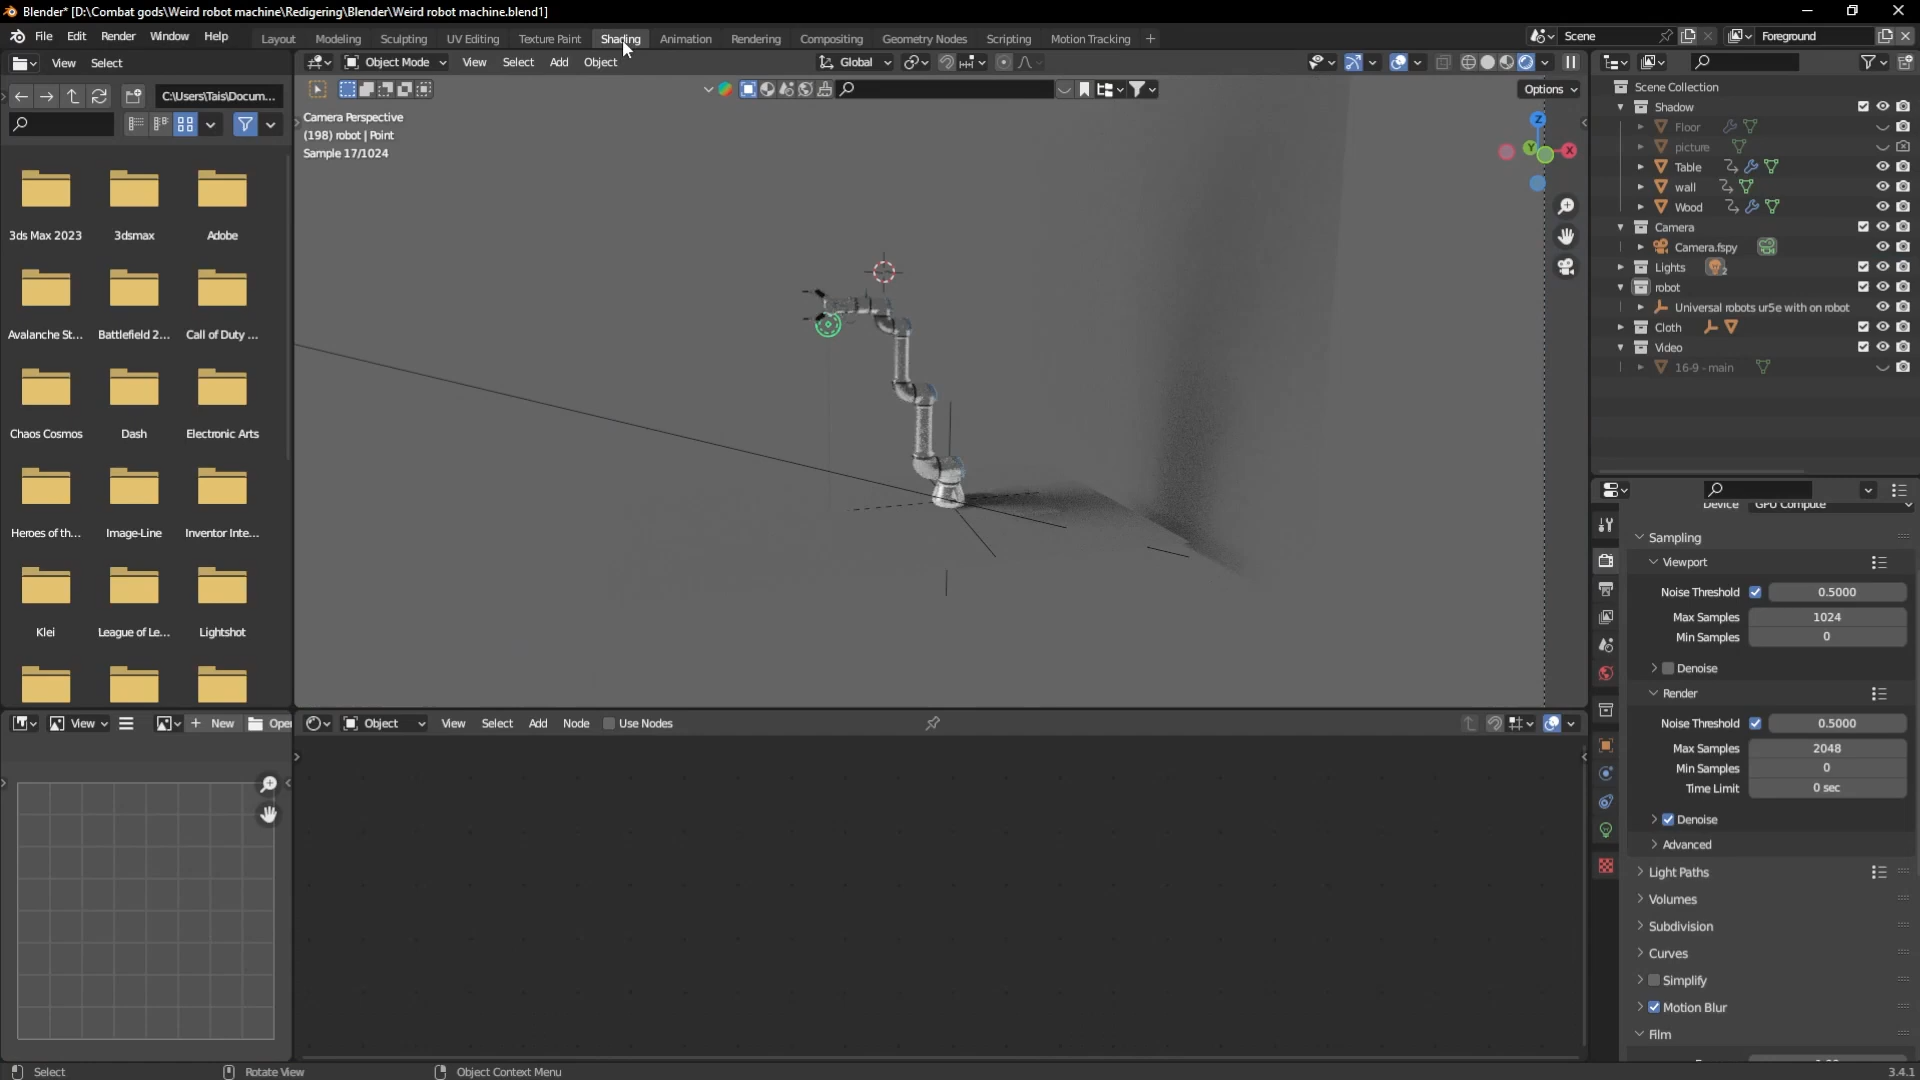 Blender* [D:\Combat gods\Weird robot machine\Redigering\Blender\Weird robot machine.blend1]
File Edit Render Window Help Layout Modeling Sculpting UV Editing Texture Paint Shading Animation Rendering Compositing Geometry Nodes Scripting Motion Tracking + Scene Foreground
View Select Object Mode View Select Add Object Global
C:\Users\Tais\Docum... Options
Camera Perspective
(198) robot | Point
Sample 17/1024
Z
Y
X
3ds Max 2023 3dsmax Adobe
Avalanche St... Battlefield 2... Call of Duty ...
Chaos Cosmos Dash Electronic Arts
Heroes of th... Image-Line Inventor Inte...
Klei League of Le... Lightshot
Scene Collection
Shadow
Floor
picture
Table
wall
Wood
Camera
Camera.fspy
Lights 2
robot
Universal robots ur5e with on robot
Cloth
Video
16-9 - main
Device GPU Compute
Sampling
Viewport
Noise Threshold 0.5000
Max Samples 1024
Min Samples 0
Denoise
Render
Noise Threshold 0.5000
Max Samples 2048
Min Samples 0
Time Limit 0 sec
Denoise
Advanced
Light Paths
Volumes
Subdivision
Curves
Simplify
Motion Blur
Film
View + New Ope Object View Select Add Node Use Nodes
Select Rotate View Object Context Menu 3.4.1